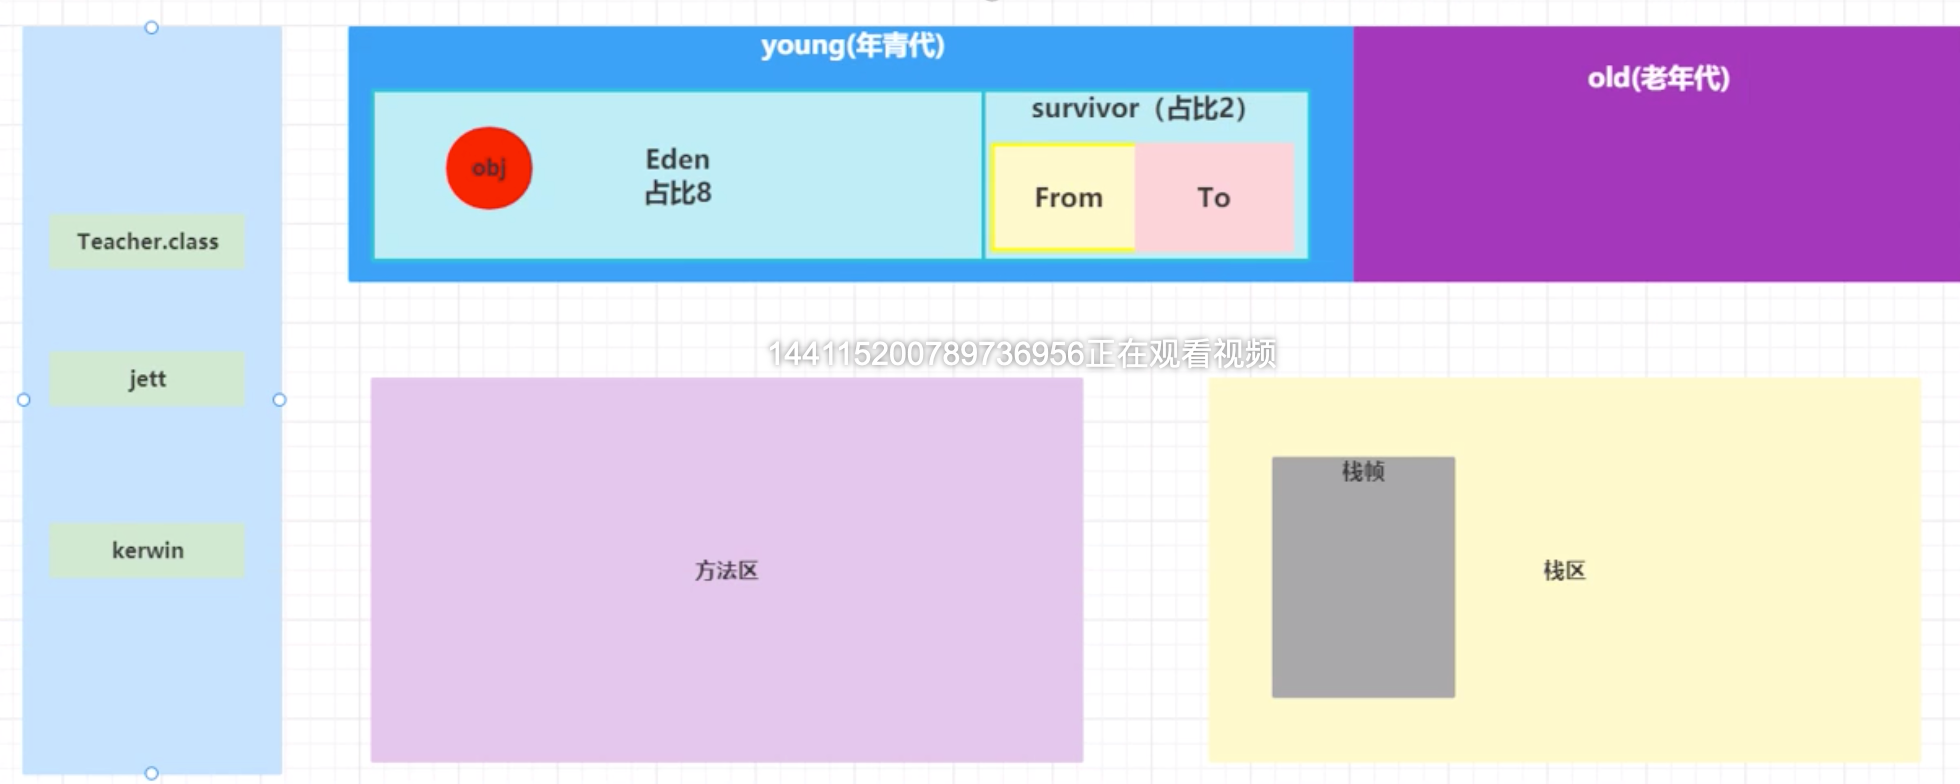 young(年青代)
old(老年代)
survivor（占比2）
obj
Eden
占比8
From
To
Teacher.class
jett
kerwin
144115200789736956正在观看视频
方法区
栈帧
栈区